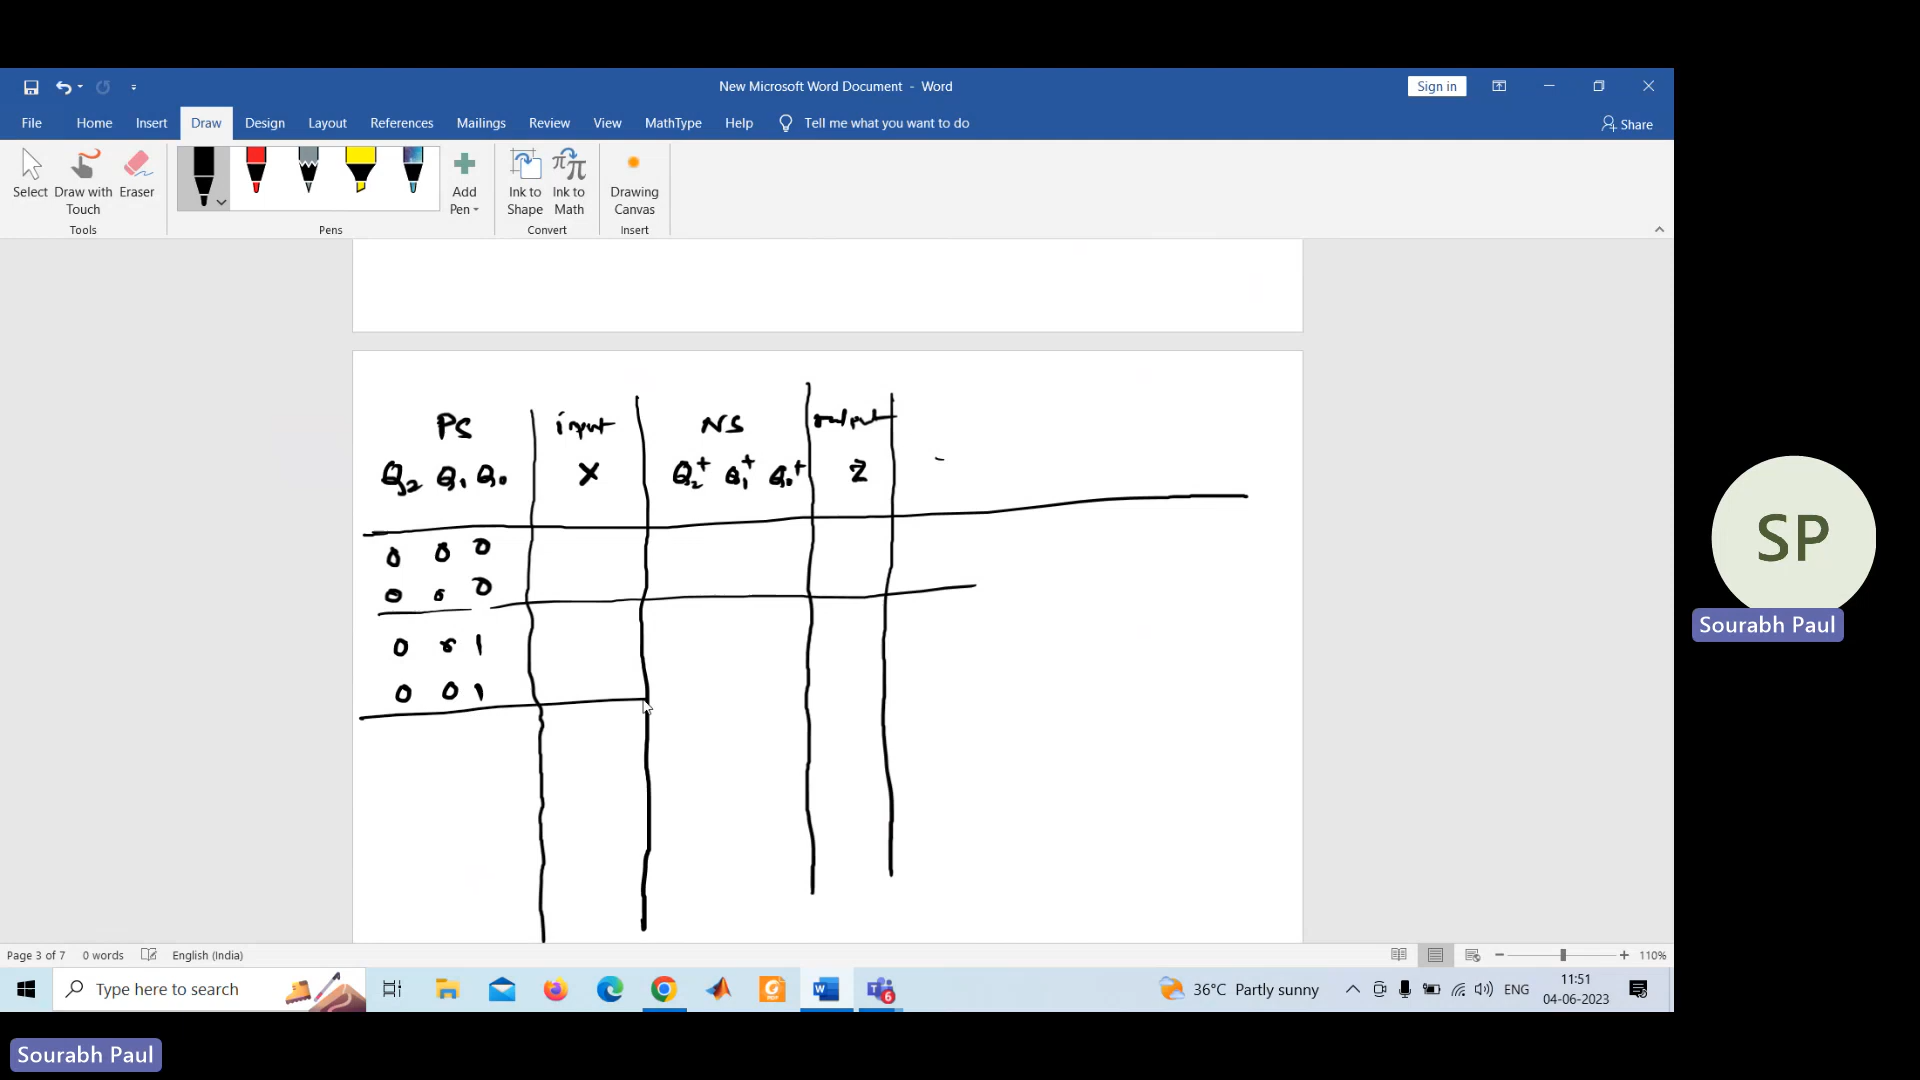 New Microsoft Word Document - Word
Sign in
File Home Insert Draw Design Layout References Mailings Review View MathType Help Tell me what you want to do
Share
Select Draw with Touch Eraser
Add Pen
Ink to Shape Ink to Math
Drawing Canvas
Tools Pens Convert Insert
PS input NS output
Q₂ Q₁ Q₀ X Q₂⁺ Q₁⁺ Q₀⁺ Z
0 0 0
0 0 0
0 0 1
0 0 1
SP
Sourabh Paul
Page 3 of 7 0 words English (India) 110%
Type here to search
6
36°C Partly sunny
ENG
11:51
04-06-2023
Sourabh Paul